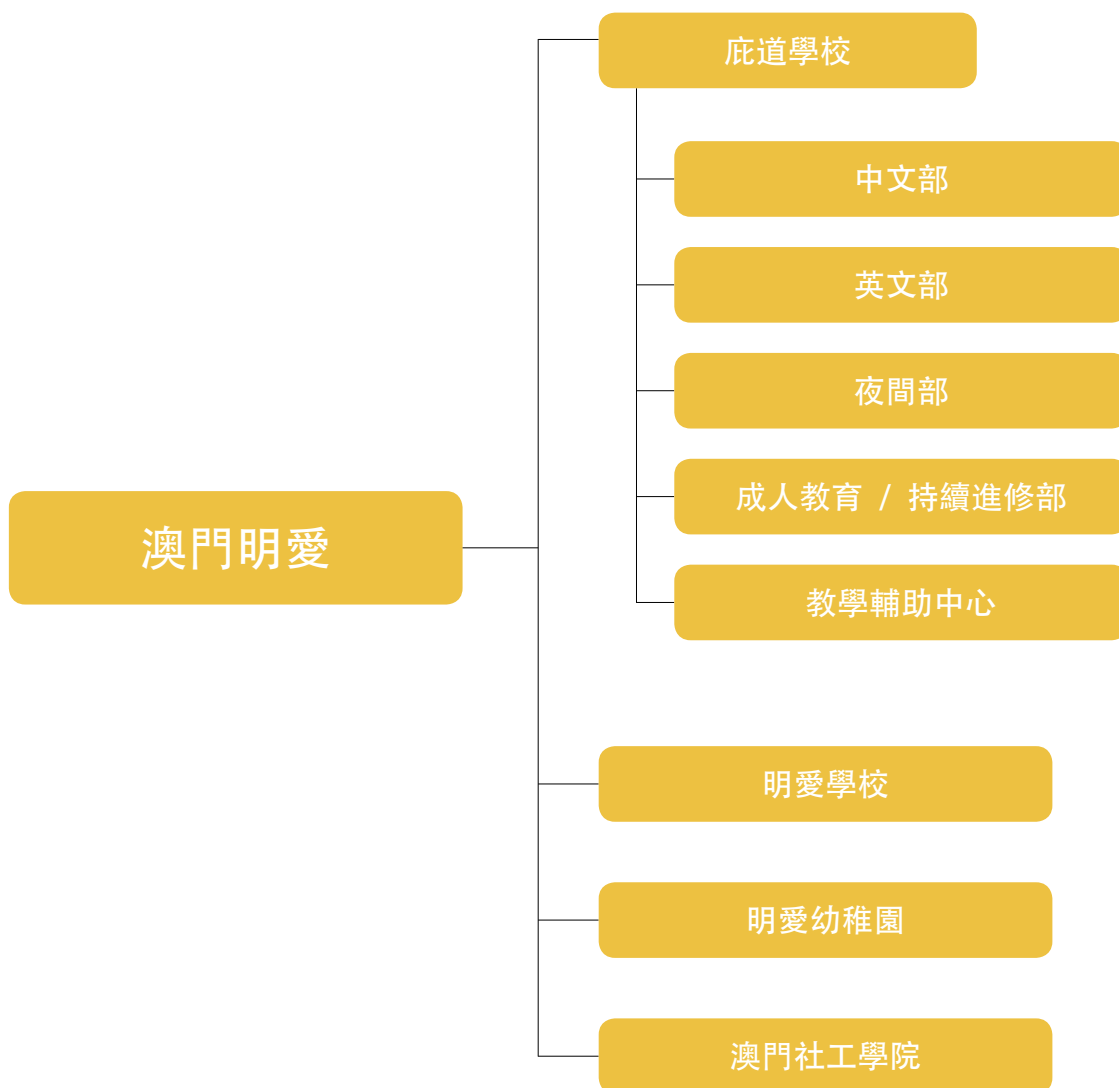 庇道學校
中文部
英文部
夜間部
成人教育 / 持續進修部
澳門明愛
教學輔助中心
明愛學校
明愛幼稚園
澳門社工學院